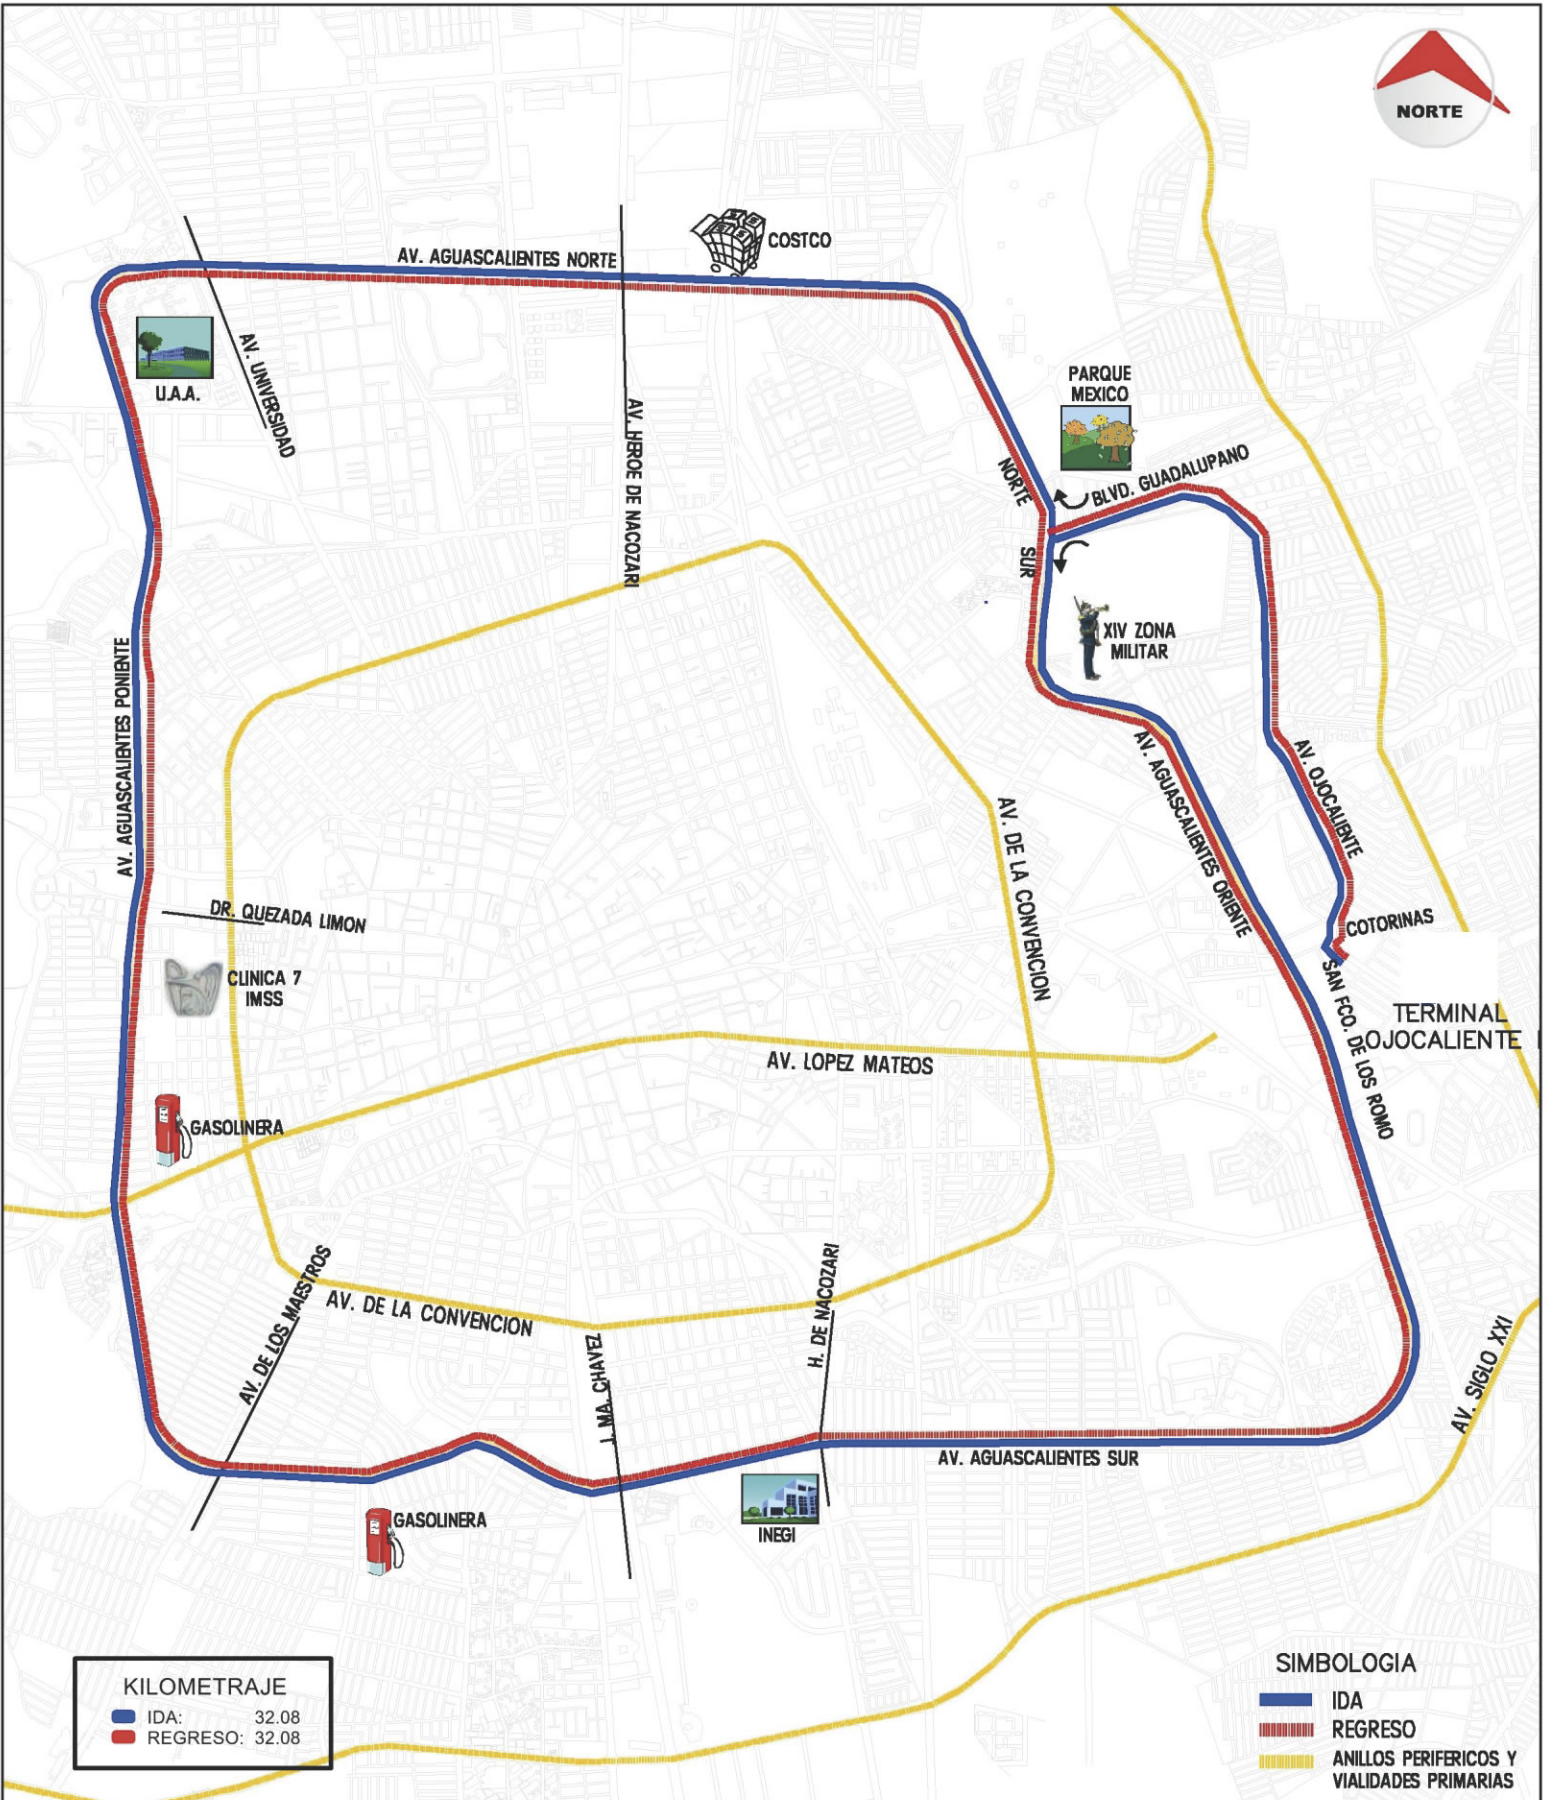 NORTE
COSTCO
AV. AGUASCALIENTES NORTE
AV. UNIVERSIDAD
U.A.A.
AV. HEROE DE NACOZARI
PARQUE
MEXICO
NORTE
BLVD. GUADALUPANO
SUR
XIV ZONA
MILITAR
AV. AGUASCALIENTES PONIENTE
AV. AGUASCALIENTES ORIENTE
AV. OJOCALIENTE
AV. DE LA CONVENCION
DR. QUEZADA LIMON
COTORINAS
CLINICA 7
IMSS
SAN FCO. DE LOS ROMO
TERMINAL
OJOCALIENTE I
AV. LOPEZ MATEOS
GASOLINERA
AV. DE LOS MAESTROS
AV. DE LA CONVENCION
J. MA. CHAVEZ
H. DE NACOZARI
AV. SIGLO XXI
AV. AGUASCALIENTES SUR
GASOLINERA
INEGI
KILOMETRAJE
IDA: 32.08
REGRESO: 32.08
SIMBOLOGIA
IDA
REGRESO
ANILLOS PERIFERICOS Y
VIALIDADES PRIMARIAS